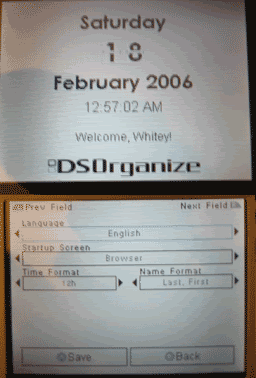 Saturday
18
February 2006
12:57:02 AM
Welcome, Whitey!
DSOrganize
Prev Field Next Field
Language
English
Startup Screen
Browser
Time Format Name Format
12h Last, First
Save Back